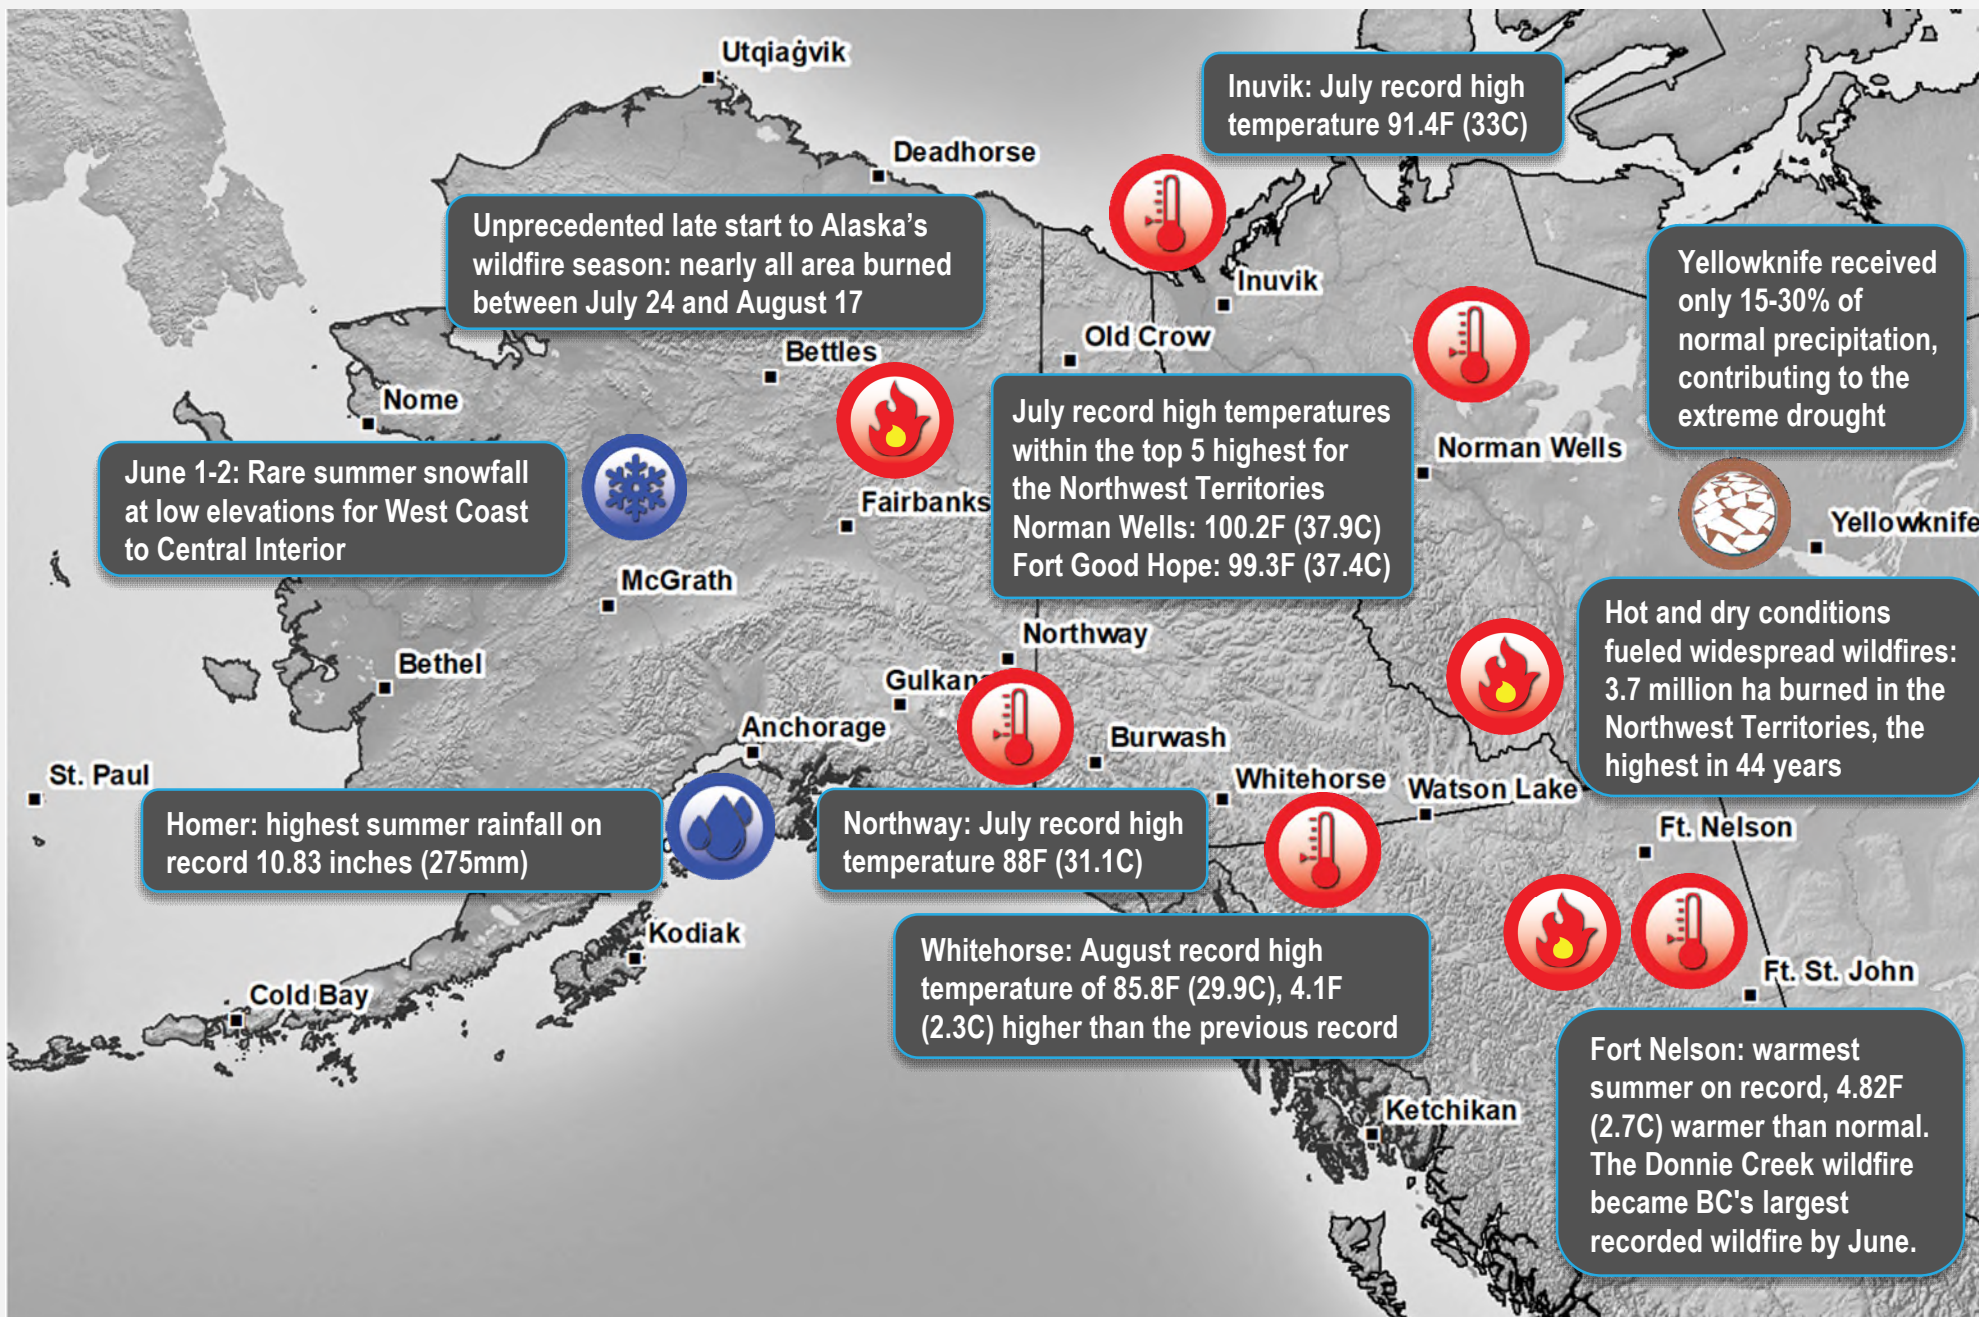 Utqiaġvik
Inuvik: July record high
temperature 91.4F (33C)
Deadhorse
Unprecedented late start to Alaska’s
wildfire season: nearly all area burned
between July 24 and August 17
Yellowknife received
only 15-30% of
normal precipitation,
contributing to the
extreme drought
Inuvik
Old Crow
Bettles
Nome
July record high temperatures
within the top 5 highest for
the Northwest Territories
Norman Wells: 100.2F (37.9C)
Fort Good Hope: 99.3F (37.4C)
Norman Wells
June 1-2: Rare summer snowfall
at low elevations for West Coast
to Central Interior
Fairbanks
Yellowknife
McGrath
Hot and dry conditions
fueled widespread wildfires:
3.7 million ha burned in the
Northwest Territories, the
highest in 44 years
Northway
Bethel
Gulkana
Anchorage
Burwash
St. Paul
Whitehorse
Watson Lake
Homer: highest summer rainfall on
record 10.83 inches (275mm)
Northway: July record high
temperature 88F (31.1C)
Ft. Nelson
Kodiak
Whitehorse: August record high
temperature of 85.8F (29.9C), 4.1F
(2.3C) higher than the previous record
Ft. St. John
Cold Bay
Fort Nelson: warmest
summer on record, 4.82F
(2.7C) warmer than normal.
The Donnie Creek wildfire
became BC's largest
recorded wildfire by June.
Ketchikan